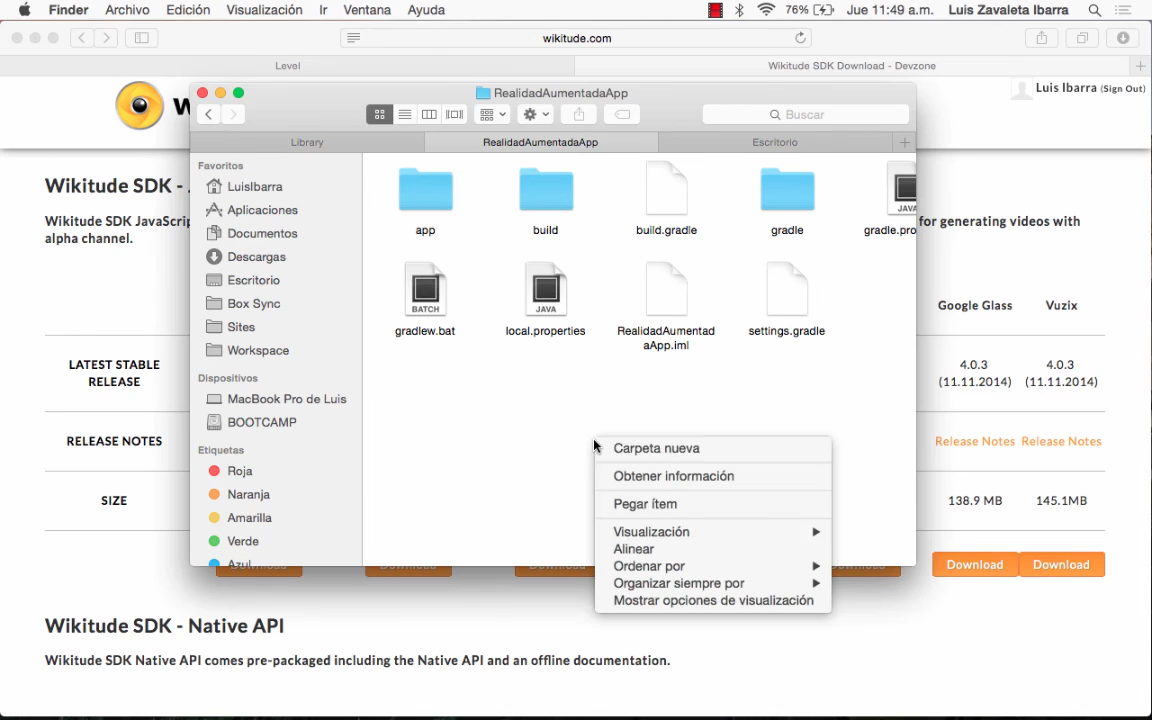 Finder Archivo Edición Visualización Ir Ventana Ayuda 76% Jue 11:49 a.m. Luis Zavaleta Ibarra
wikitude.com
Level Wikitude SDK Download - Devzone
Luis Ibarra (Sign Out)
W
RealidadAumentadaApp
Buscar
Library RealidadAumentadaApp Escritorio
Favoritos
LuisIbarra
Aplicaciones
Documentos
Descargas
Escritorio
Box Sync
Sites
Workspace
Dispositivos
MacBook Pro de Luis
BOOTCAMP
Etiquetas
Roja
Naranja
Amarilla
Verde
Azul
JAVA
app build build.gradle gradle gradle.pro
BATCH JAVA
gradlew.bat local.properties RealidadAumentad settings.gradle
aApp.iml
Carpeta nueva
Obtener información
Pegar ítem
Visualización
Alinear
Ordenar por
Organizar siempre por
Mostrar opciones de visualización
Wikitude SDK -
Wikitude SDK JavaScrip for generating videos with
alpha channel.
Google Glass Vuzix
LATEST STABLE
RELEASE
4.0.3 4.0.3
(11.11.2014) (11.11.2014)
RELEASE NOTES Release Notes Release Notes
SIZE 138.9 MB 145.1MB
Download Download
Wikitude SDK - Native API
Wikitude SDK Native API comes pre-packaged including the Native API and an offline documentation.